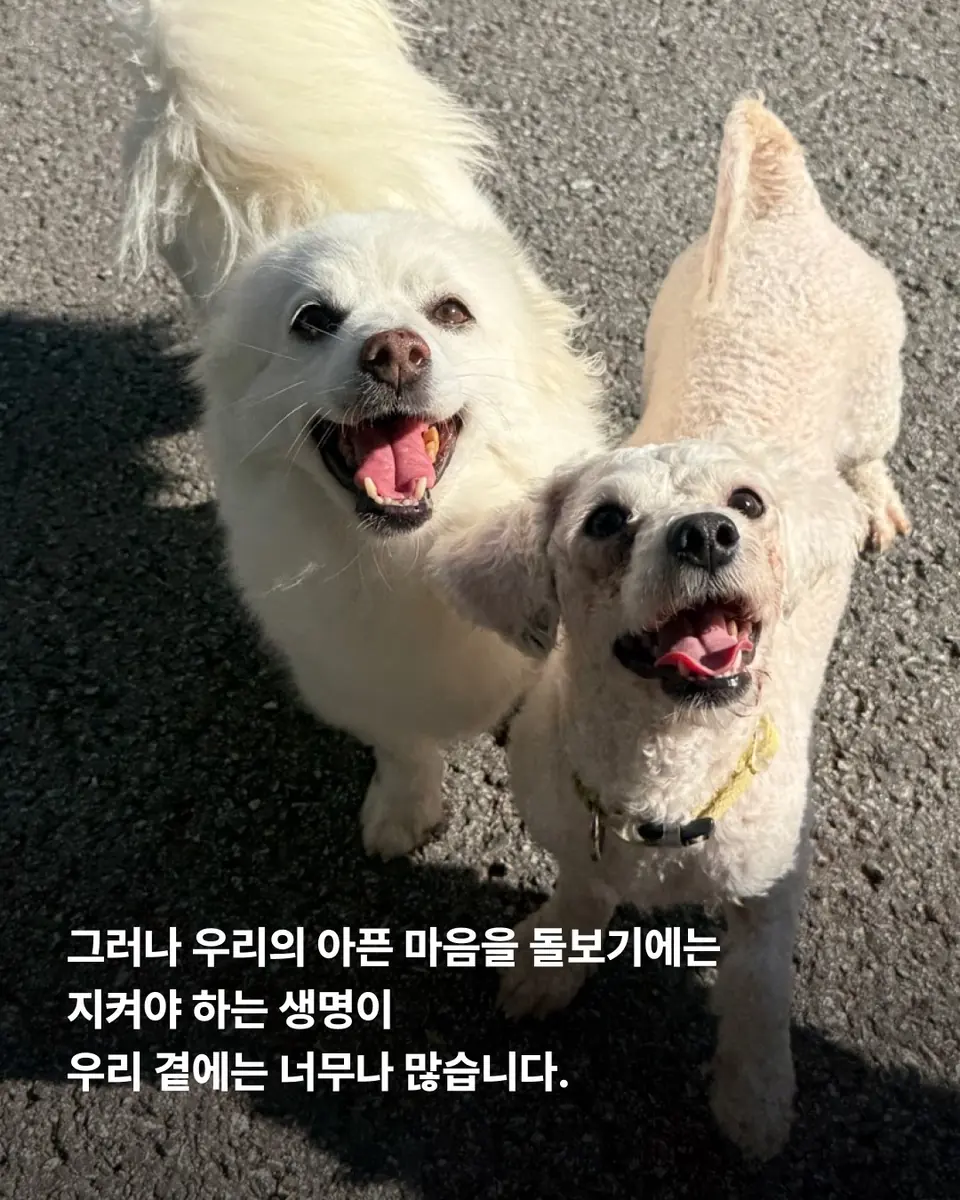 그러나 우리의 아픈 마음을 돌보기에는
지켜야 하는 생명이
우리 곁에는 너무나 많습니다.